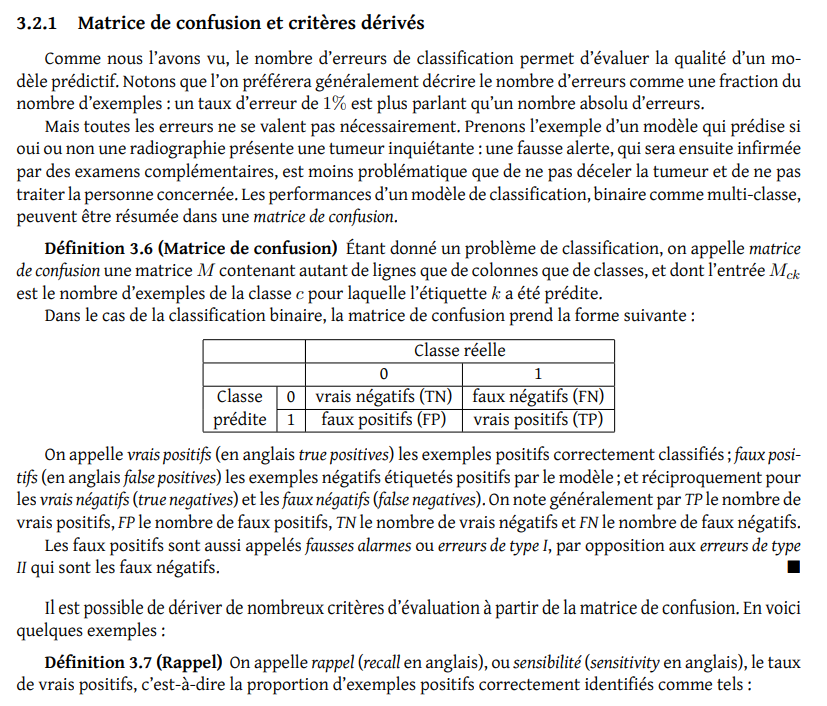 3.2.1 Matrice de confusion et critères dérivés
Comme nous l'avons vu, le nombre d'erreurs de classification permet d'évaluer la qualité d'un mo-
dèle prédictif. Notons que l'on préférera généralement décrire le nombre d'erreurs comme une fraction du
nombre d'exemples : un taux d'erreur de 1% est plus parlant qu'un nombre absolu d'erreurs.
Mais toutes les erreurs ne se valent pas nécessairement. Prenons l'exemple d'un modèle qui prédise si
oui ou non une radiographie présente une tumeur inquiétante : une fausse alerte, qui sera ensuite infirmée
par des examens complémentaires, est moins problématique que de ne pas déceler la tumeur et de ne pas
traiter la personne concernée. Les performances d'un modèle de classification, binaire comme multi-classe,
peuvent être résumée dans une matrice de confusion.
Définition 3.6 (Matrice de confusion) Étant donné un problème de classification, on appelle matrice
de confusion une matrice M contenant autant de lignes que de colonnes que de classes, et dont l'entrée M_ck
est le nombre d'exemples de la classe c pour laquelle l'étiquette k a été prédite.
Dans le cas de la classification binaire, la matrice de confusion prend la forme suivante :
Classe réelle
0 1
Classe 0 vrais négatifs (TN) faux négatifs (FN)
prédite 1 faux positifs (FP) vrais positifs (TP)
On appelle vrais positifs (en anglais true positives) les exemples positifs correctement classifiés ; faux posi-
tifs (en anglais false positives) les exemples négatifs étiquetés positifs par le modèle ; et réciproquement pour
les vrais négatifs (true negatives) et les faux négatifs (false negatives). On note généralement par TP le nombre de
vrais positifs, FP le nombre de faux positifs, TN le nombre de vrais négatifs et FN le nombre de faux négatifs.
Les faux positifs sont aussi appelés fausses alarmes ou erreurs de type I, par opposition aux erreurs de type
II qui sont les faux négatifs. ■
Il est possible de dériver de nombreux critères d'évaluation à partir de la matrice de confusion. En voici
quelques exemples :
Définition 3.7 (Rappel) On appelle rappel (recall en anglais), ou sensibilité (sensitivity en anglais), le taux
de vrais positifs, c'est-à-dire la proportion d'exemples positifs correctement identifiés comme tels :